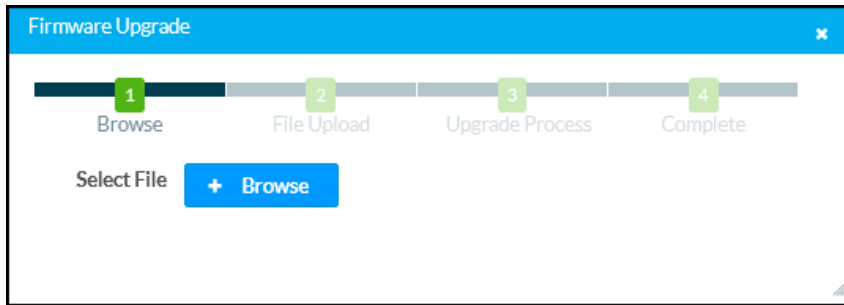 Firmware Upgrade
1 2 3 4
Browse File Upload Upgrade Process Complete
Select File + Browse